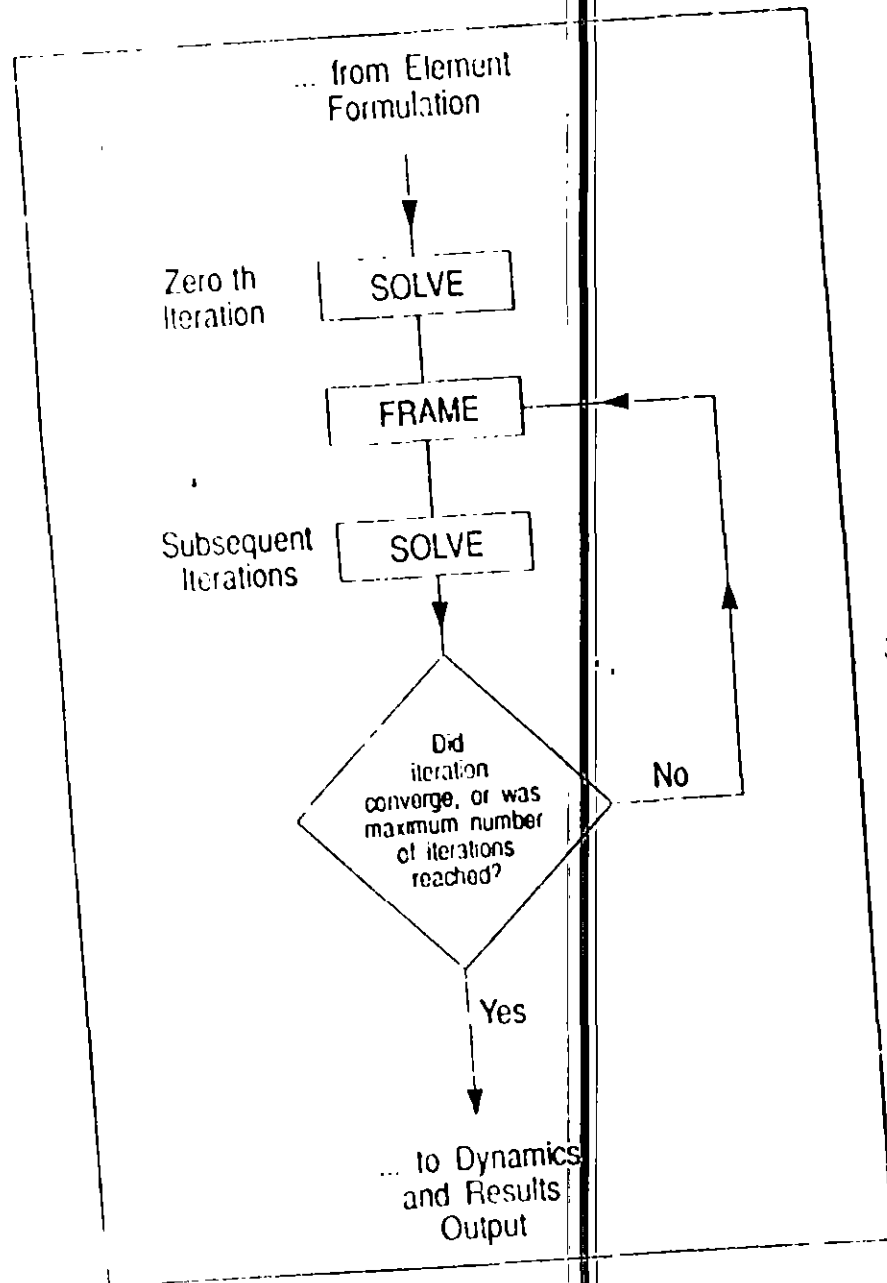 ... from Element
Formulation
Zero th
Iteration
SOLVE
FRAME
Subsequent
Iterations
SOLVE
Did
iteration
converge, or was
maximum number
of iterations
reached?
No
Yes
... to Dynamics
and Results
Output